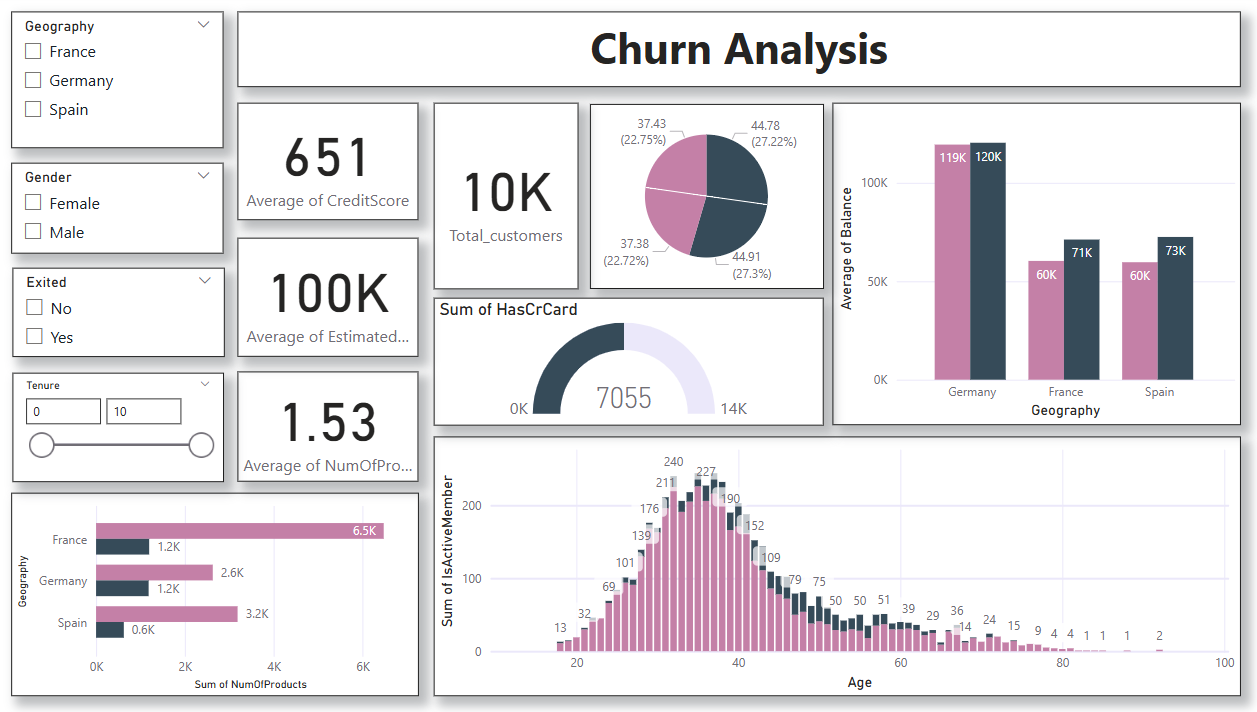 Churn Analysis
Geography
France
Germany
Spain
Gender
Female
Male
Exited
No
Yes
Tenure
0
10
651
Average of CreditScore
100K
Average of Estimated...
1.53
Average of NumOfPro...
10K
Total_customers
37.43
(22.75%)
44.78
(27.22%)
37.38
(22.72%)
44.91
(27.3%)
Sum of HasCrCard
7055
0K
14K
Average of Balance
100K
50K
0K
119K
120K
60K
71K
60K
73K
Germany
France
Spain
Geography
Geography
France
6.5K
1.2K
Germany
2.6K
1.2K
Spain
3.2K
0.6K
0K
2K
4K
6K
Sum of NumOfProducts
Sum of IsActiveMember
200
100
0
13
32
69
101
139
176
211
240
227
190
152
109
79
75
50
50
51
39
29
36
14
24
15
9
4
4
1
1
1
2
20
40
60
80
100
Age